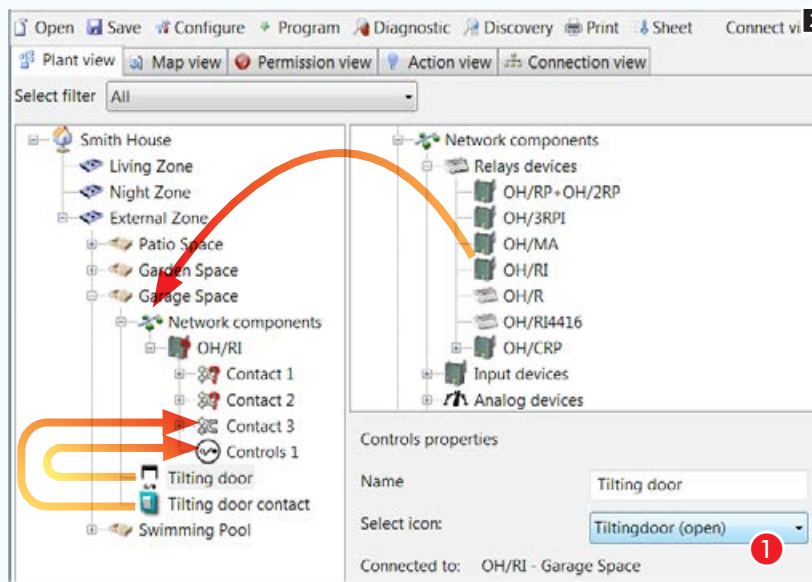 Open Save Configure Program Diagnostic Discovery Print Sheet Connect vi
Plant view Map view Permission view Action view Connection view
Select filter All
Smith House
Living Zone
Night Zone
External Zone
Patio Space
Garden Space
Garage Space
Network components
OH/RI
Contact 1
Contact 2
Contact 3
Controls 1
Tilting door
Tilting door contact
Swimming Pool
Network components
Relays devices
OH/RP+OH/2RP
OH/3RPI
OH/MA
OH/RI
OH/R
OH/RI4416
OH/CRP
Input devices
Analog devices
Controls properties
Name Tilting door
Select icon: Tiltingdoor (open)
1
Connected to: OH/RI - Garage Space